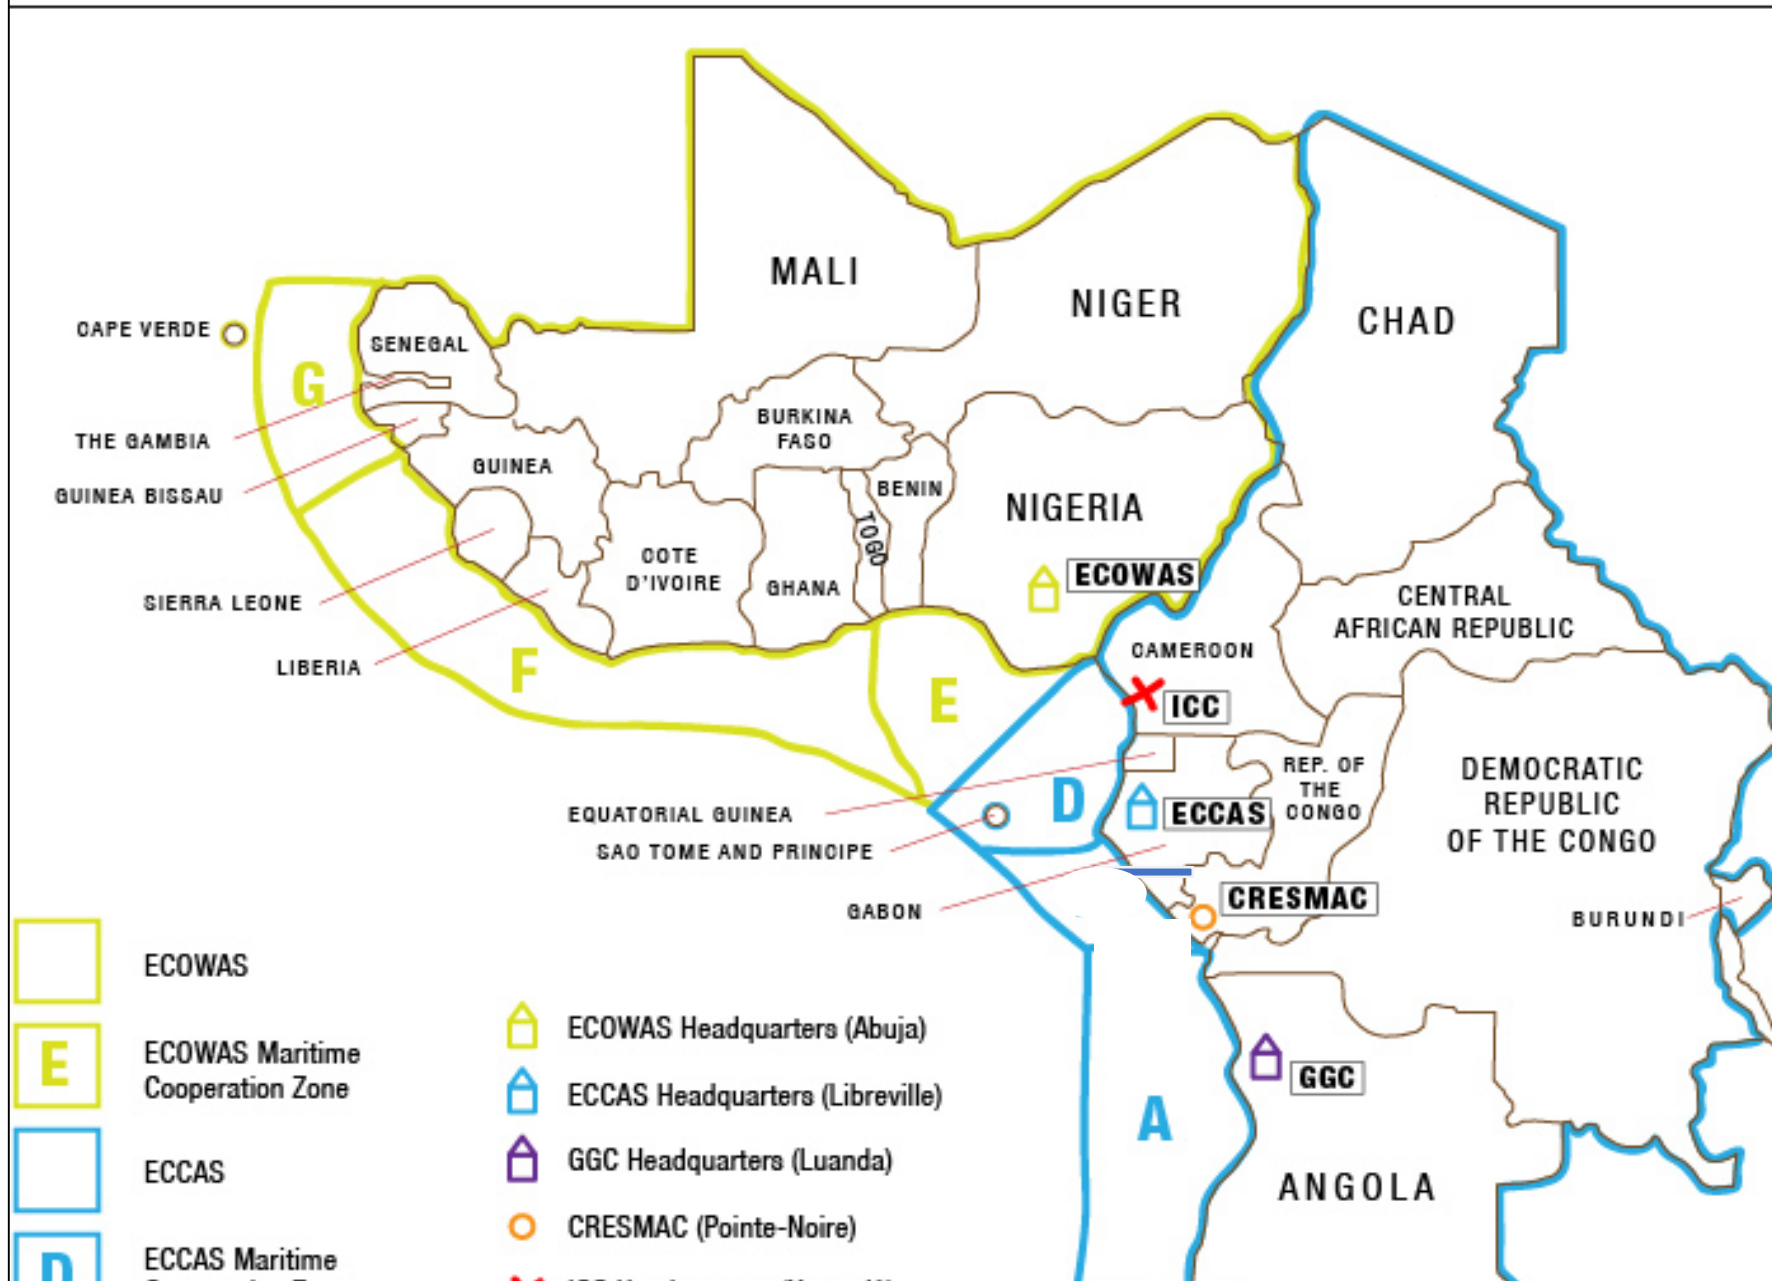 MALI
NIGER
CHAD
CAPE VERDE
SENEGAL
G
THE GAMBIA
BURKINA
FASO
GUINEA
GUINEA BISSAU
BENIN
NIGERIA
TOGO
COTE
D'IVOIRE
GHANA
ECOWAS
SIERRA LEONE
CENTRAL
AFRICAN REPUBLIC
LIBERIA
F
CAMEROON
E
ICC
REP. OF
THE
CONGO
DEMOCRATIC
REPUBLIC
OF THE CONGO
D
EQUATORIAL GUINEA
ECCAS
SAO TOME AND PRINCIPE
GABON
CRESMAC
BURUNDI
GGC
A
ANGOLA
ECOWAS
E
ECOWAS Maritime
Cooperation Zone
ECCAS
D
ECCAS Maritime
ECOWAS Headquarters (Abuja)
ECCAS Headquarters (Libreville)
GGC Headquarters (Luanda)
CRESMAC (Pointe-Noire)